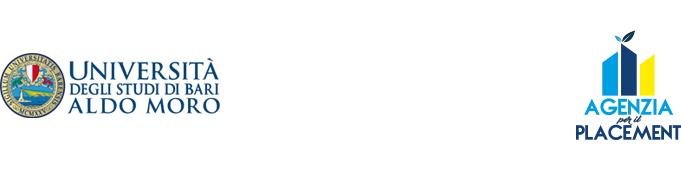 UNIVERSITÀ
DEGLI STUDI DI BARI
ALDO MORO
AGENZIA
per il
PLACEMENT